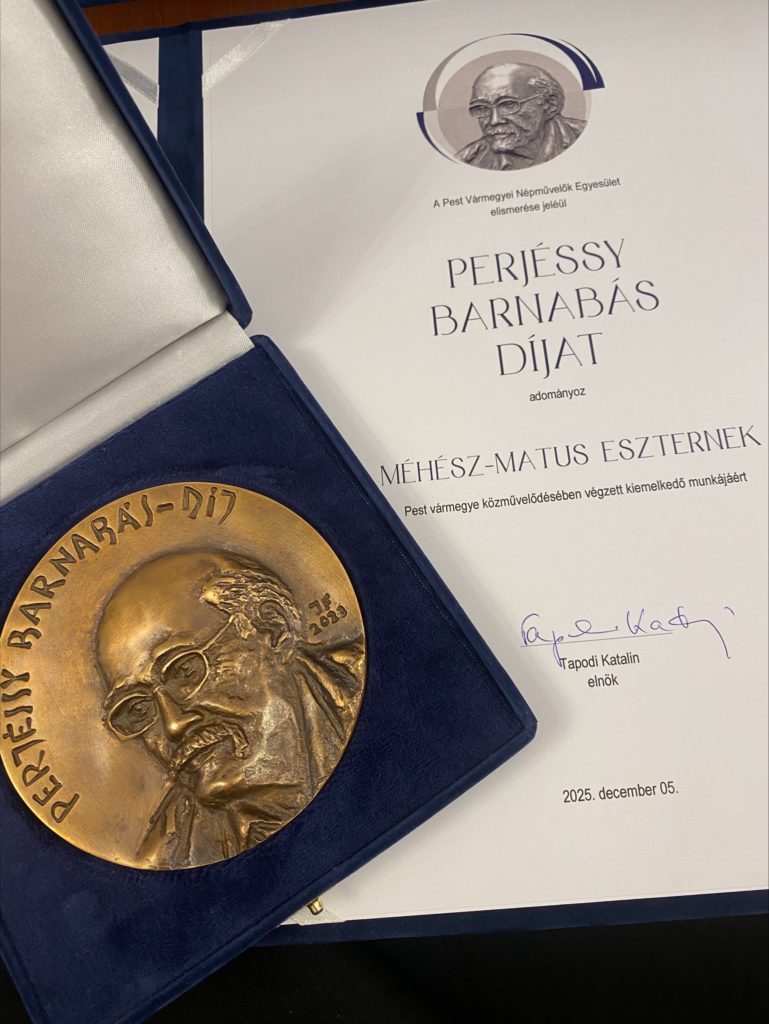 A Pest Vármegyei Népművelők Egyesület
elismerése jeléül
PERJÉSSY
BARNABÁS
DÍJAT
adományoz
MÉHÉSZ-MATUS ESZTERNEK
Pest vármegye közművelődésében végzett kiemelkedő munkájáért
Tapodi Katalin
elnök
2025. december 05.
PERJÉSSY BARNABÁS-DÍJ
JF
2023